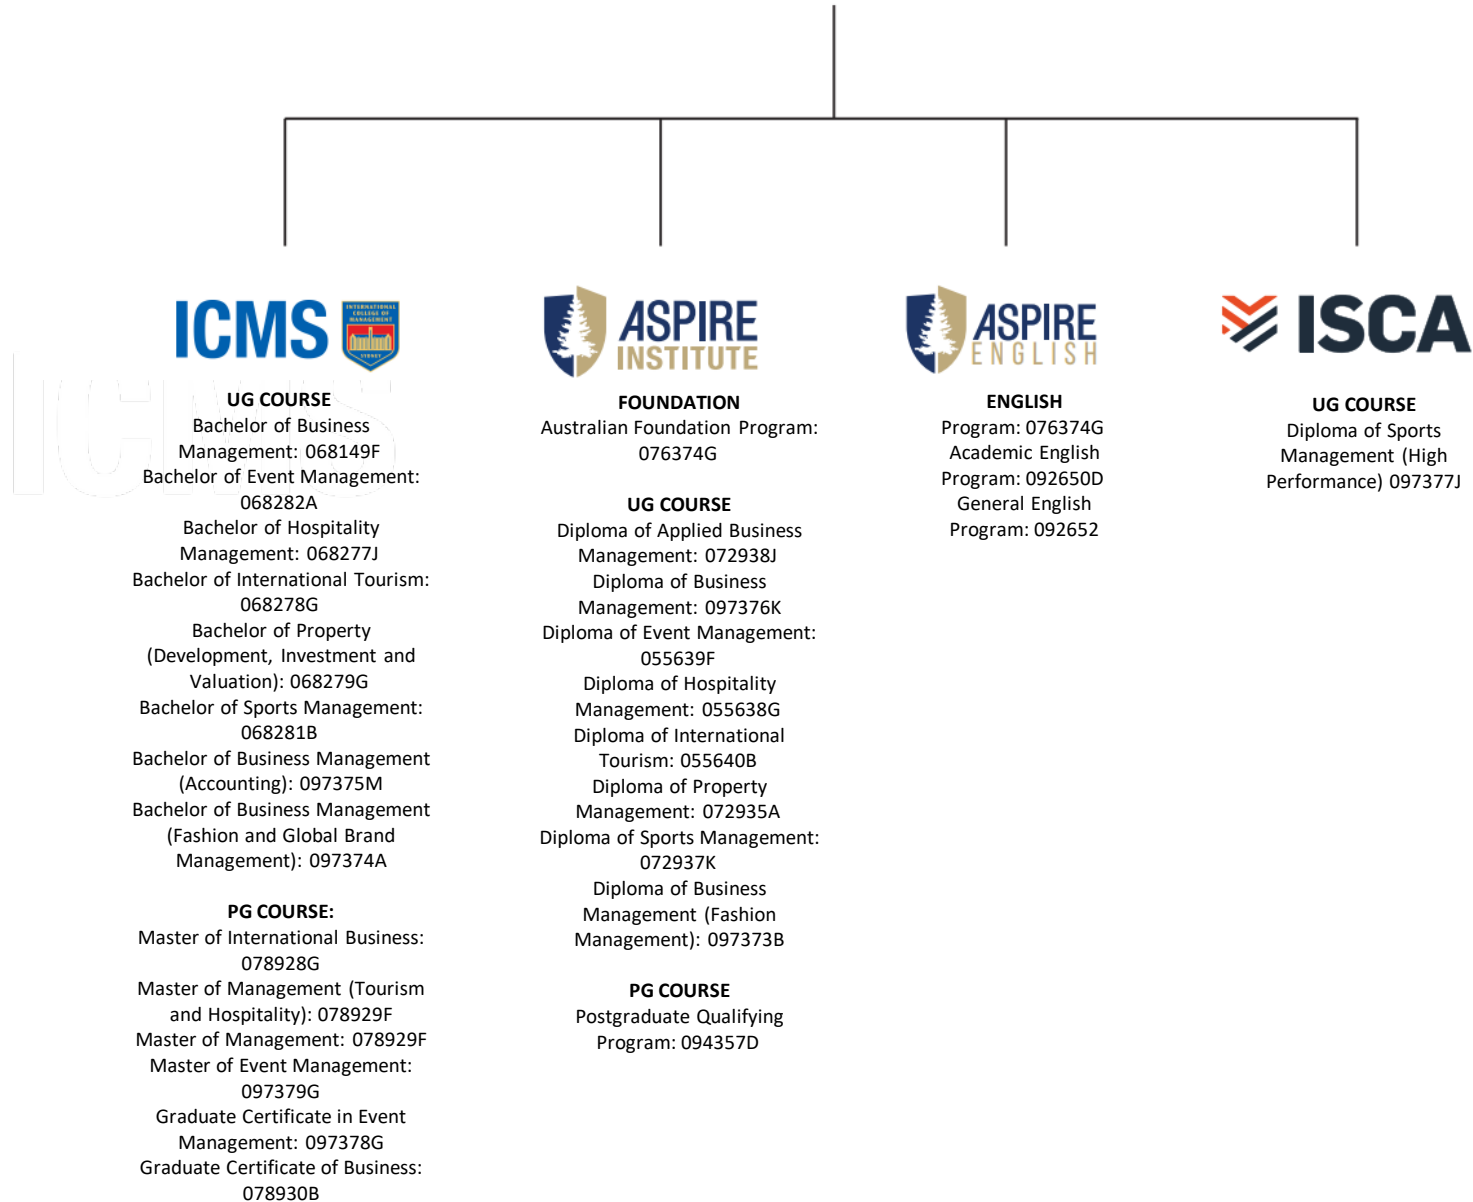 ICMS
INTERNATIONAL
COLLEGE OF
MANAGEMENT
SYDNEY
ICMS
UG COURSE
Bachelor of Business
Management: 068149F
Bachelor of Event Management:
068282A
Bachelor of Hospitality
Management: 068277J
Bachelor of International Tourism:
068278G
Bachelor of Property
(Development, Investment and
Valuation): 068279G
Bachelor of Sports Management:
068281B
Bachelor of Business Management
(Accounting): 097375M
Bachelor of Business Management
(Fashion and Global Brand
Management): 097374A
PG COURSE:
Master of International Business:
078928G
Master of Management (Tourism
and Hospitality): 078929F
Master of Management: 078929F
Master of Event Management:
097379G
Graduate Certificate in Event
Management: 097378G
Graduate Certificate of Business:
078930B
ASPIRE
INSTITUTE
FOUNDATION
Australian Foundation Program:
076374G
UG COURSE
Diploma of Applied Business
Management: 072938J
Diploma of Business
Management: 097376K
Diploma of Event Management:
055639F
Diploma of Hospitality
Management: 055638G
Diploma of International
Tourism: 055640B
Diploma of Property
Management: 072935A
Diploma of Sports Management:
072937K
Diploma of Business
Management (Fashion
Management): 097373B
PG COURSE
Postgraduate Qualifying
Program: 094357D
ASPIRE
ENGLISH
ENGLISH
Program: 076374G
Academic English
Program: 092650D
General English
Program: 092652
ISCA
UG COURSE
Diploma of Sports
Management (High
Performance) 097377J